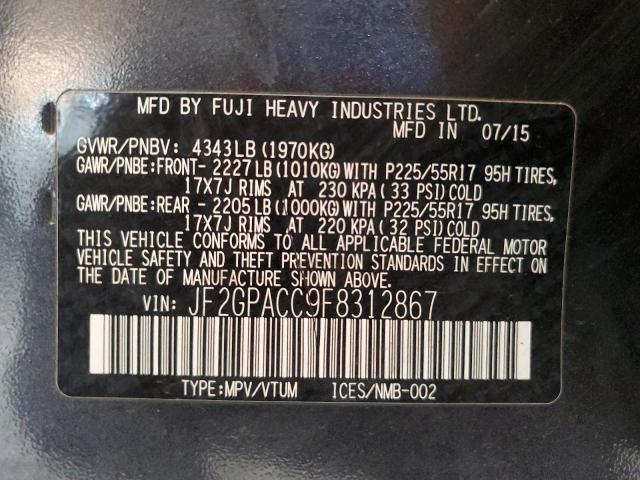 MFD BY FUJI HEAVY INDUSTRIES LTD.
MFD IN 07/15
GVWR/PNBV: 4343LB(1970KG)
GAWR/PNBE:FRONT-2227LB(1010KG)WITH P225/55R17 95H TIRES,
17X7J RIMS AT 230 KPA(33 PSI)COLD
GAWR/PNBE:REAR -2205LB(1000KG)WITH P225/55R17 95H TIRES,
17X7J RIMS AT 220 KPA(32 PSI)COLD
THIS VEHICLE CONFORMS TO ALL APPLICABLE FEDERAL MOTOR
VEHICLE SAFETY AND THEFT PREVENTION STANDARDS IN EFFECT ON
THE DATE OF MANUFACTURE SHOWN ABOVE.
VIN: JF2GPACC9F8312867
TYPE:MPV/VTUM ICES/NMB-002